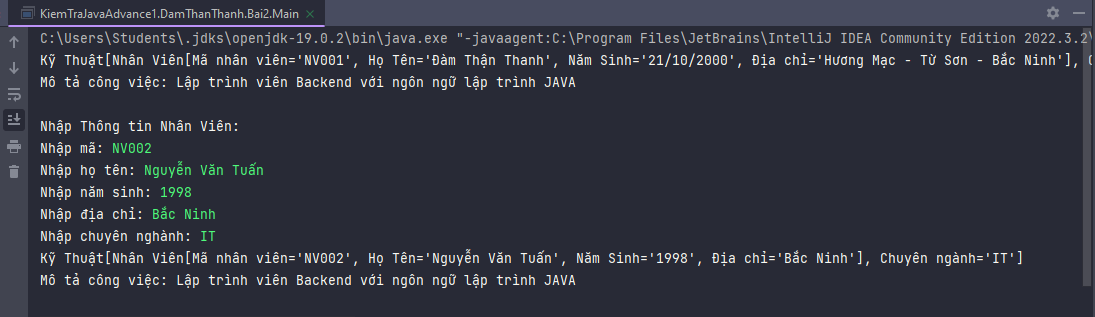 KiemTraJavaAdvance1.DamThanThanh.Bai2.Main
C:\Users\Students\.jdks\openjdk-19.0.2\bin\java.exe "-javaagent:C:\Program Files\JetBrains\IntelliJ IDEA Community Edition 2022.3.2\
Kỹ Thuật[Nhân Viên[Mã nhân viên='NV001', Họ Tên='Đàm Thận Thanh', Năm Sinh='21/10/2000', Địa chỉ='Hương Mạc - Từ Sơn - Bắc Ninh'],
Mô tả công việc: Lập trình viên Backend với ngôn ngữ lập trình JAVA
Nhập Thông tin Nhân Viên:
Nhập mã: NV002
Nhập họ tên: Nguyễn Văn Tuấn
Nhập năm sinh: 1998
Nhập địa chỉ: Bắc Ninh
Nhập chuyên nghành: IT
Kỹ Thuật[Nhân Viên[Mã nhân viên='NV002', Họ Tên='Nguyễn Văn Tuấn', Năm Sinh='1998', Địa chỉ='Bắc Ninh'], Chuyên ngành='IT']
Mô tả công việc: Lập trình viên Backend với ngôn ngữ lập trình JAVA